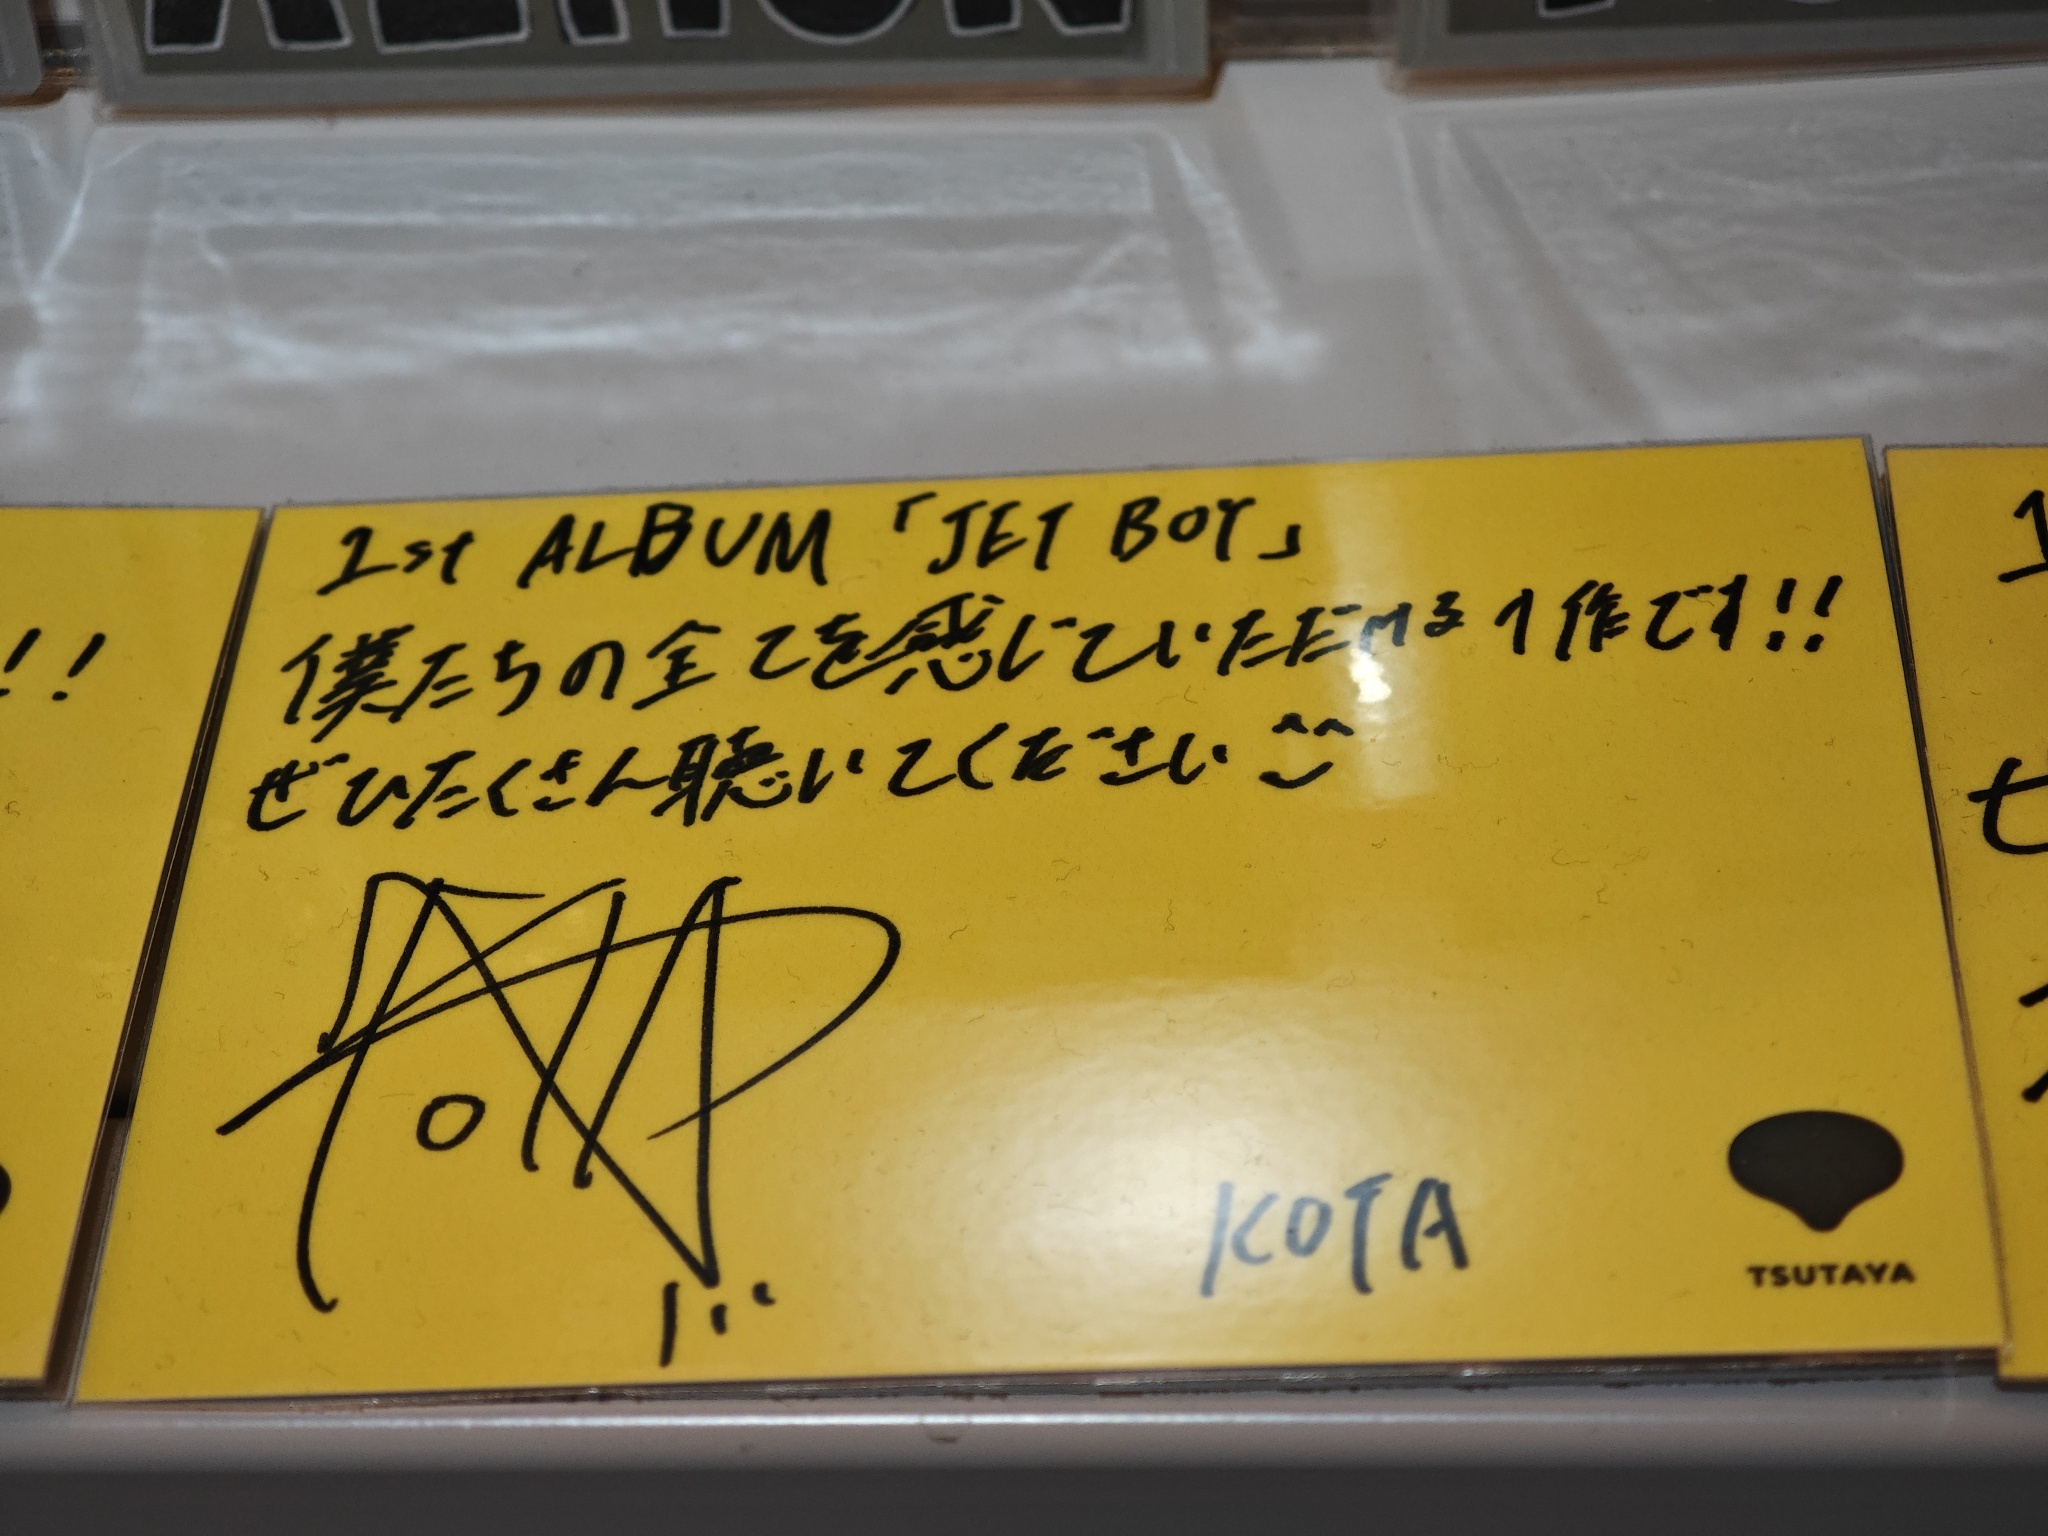 1st ALBUM「JET BOY」
僕たちの全てを感じていただける1作です!!
ぜひたくさん聴いてください^^
KOTA
TSUTAYA
!!